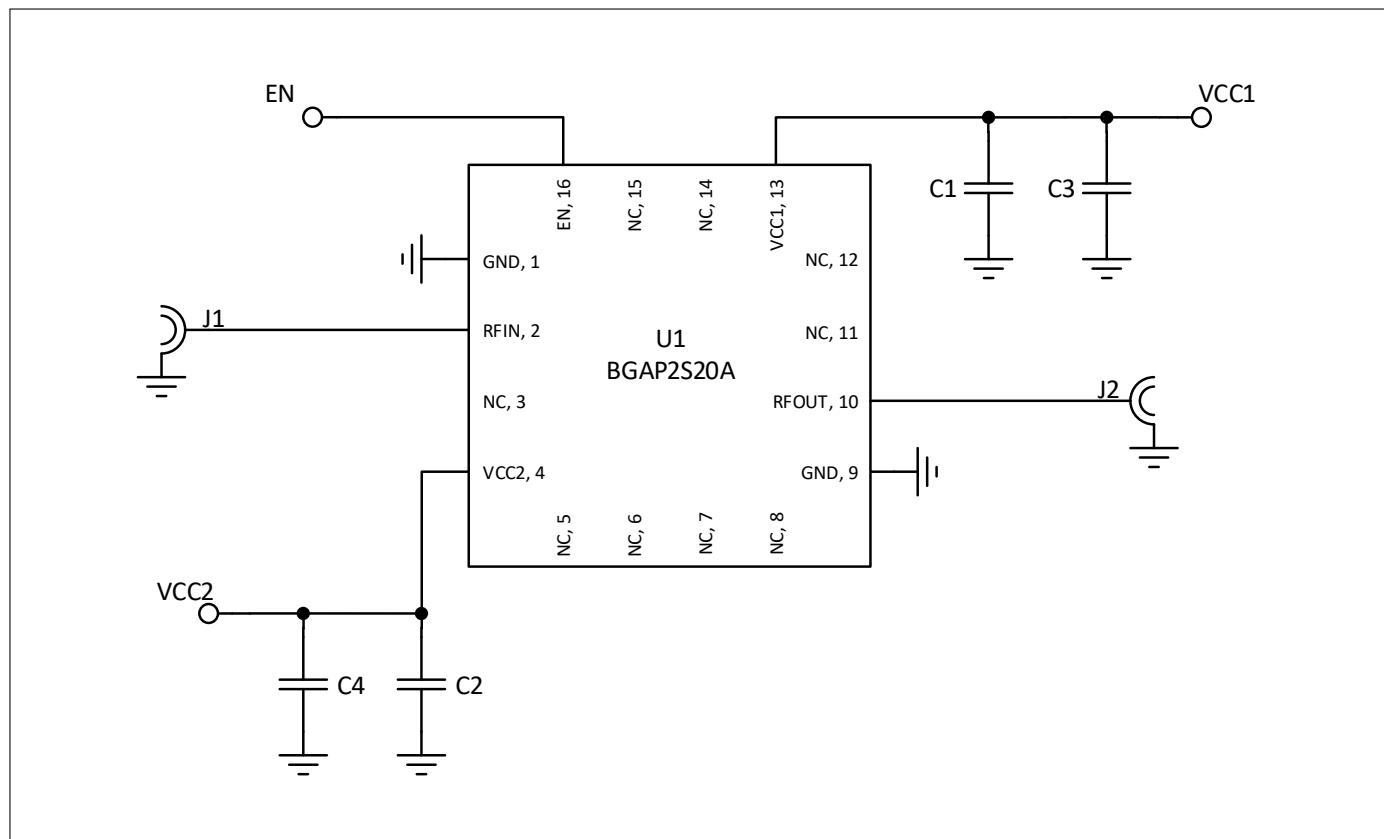 EN
VCC1
C1
C3
EN, 16
NC, 15
NC, 14
VCC1, 13
GND, 1
NC, 12
J1
RFIN, 2
U1
BGAP2S20A
NC, 11
NC, 3
RFOUT, 10
J2
VCC2, 4
GND, 9
NC, 5
NC, 6
NC, 7
NC, 8
VCC2
C4
C2